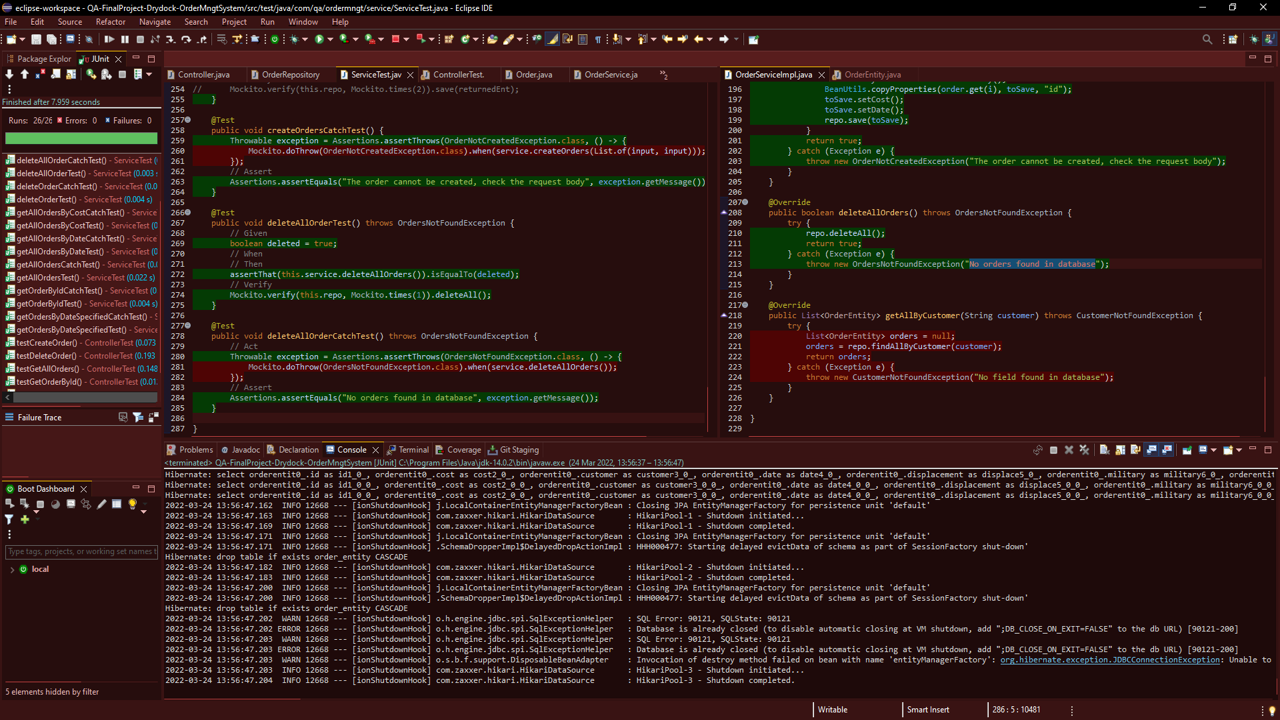 eclipse-workspace - QA-FinalProject-Drydock-OrderMngtSystem/src/test/java/com/qa/ordermngt/service/ServiceTest.java - Eclipse IDE
File Edit Source Refactor Navigate Search Project Run Window Help
Package Explor JUnit
Finished after 7.959 seconds
Runs: 26/26 Errors: 0 Failures: 0
deleteAllOrderCatchTest() - ServiceTest
deleteAllOrderTest() - ServiceTest (0.003 s
deleteOrderCatchTest() - ServiceTest (0.0
deleteOrderTest() - ServiceTest (0.004 s)
getAllOrdersByCostCatchTest() - Service
getAllOrdersByCostTest() - ServiceTest (0
getAllOrdersByDateCatchTest() - Service
getAllOrdersByDateTest() - ServiceTest (0
getAllOrdersCatchTest() - ServiceTest (0.0
getAllOrdersTest() - ServiceTest (0.002 s)
getOrderByIdCatchTest() - ServiceTest (0.0
getOrderByIdTest() - ServiceTest (0.004 s)
getOrdersByDateSpecifiedCatchTest() - Se
getOrdersByDateSpecifiedTest() - ServiceT
testCreateOrder() - ControllerTest (0.073
testDeleteOrder() - ControllerTest (0.193
testGetAllOrders() - ControllerTest (0.148
testGetOrderById() - ControllerTest (0.01
Failure Trace
Boot Dashboard
Type tags, projects, or working set names t
local
5 elements hidden by filter
Controller.java OrderRepository ServiceTest.jav ControllerTest. Order.java OrderService.ja
254 // Mockito.verify(this.repo, Mockito.times(2)).save(returnedEnt);
255 }
256
257 @Test
258 public void createOrdersCatchTest() {
259 Throwable exception = Assertions.assertThrows(OrderNotCreatedException.class, () -> {
260 Mockito.doThrow(OrderNotCreatedException.class).when(service.createOrders(List.of(input, input)));
261 });
262 // Assert
263 Assertions.assertEquals("The order cannot be created, check the request body", exception.getMessage())
264 }
265
266 @Test
267 public void deleteAllOrderTest() throws OrdersNotFoundException {
268 // Given
269 boolean deleted = true;
270 // When
271 // Then
272 assertThat(this.service.deleteAllOrders()).isEqualTo(deleted);
273 // Verify
274 Mockito.verify(this.repo, Mockito.times(1)).deleteAll();
275 }
276
277 @Test
278 public void deleteAllOrderCatchTest() throws OrdersNotFoundException {
279 // Act
280 Throwable exception = Assertions.assertThrows(OrdersNotFoundException.class, () -> {
281 Mockito.doThrow(OrdersNotFoundException.class).when(service.deleteAllOrders());
282 });
283 // Assert
284 Assertions.assertEquals("No orders found in database", exception.getMessage());
285 }
286
287 }
OrderServiceImpl.java OrderEntity.java
196 BeanUtils.copyProperties(order.get(i), toSave, "id");
197 toSave.setCost();
198 toSave.setDate();
199 repo.save(toSave);
200 }
201 return true;
202 } catch (Exception e) {
203 throw new OrderNotCreatedException("The order cannot be created, check the request body");
204 }
205 }
206
207 @Override
208 public boolean deleteAllOrders() throws OrdersNotFoundException {
209 try {
210 repo.deleteAll();
211 return true;
212 } catch (Exception e) {
213 throw new OrdersNotFoundException("No orders found in database");
214 }
215 }
216
217 @Override
218 public List<OrderEntity> getAllByCustomer(String customer) throws CustomerNotFoundException {
219 try {
220 List<OrderEntity> orders = null;
221 orders = repo.findAllByCustomer(customer);
222 return orders;
223 } catch (Exception e) {
224 throw new CustomerNotFoundException("No field found in database");
225 }
226 }
227
228 }
229
Problems Javadoc Declaration Console Terminal Coverage Git Staging
<terminated> QA-FinalProject-Drydock-OrderMngtSystem [JUnit] C:\Program Files\Java\jdk-14.0.2\bin\javaw.exe (24 Mar 2022, 13:56:37 – 13:56:47)
Hibernate: select orderentit0_.id as id1_0_, orderentit0_.cost as cost2_0_, orderentit0_.customer as customer3_0_, orderentit0_.date as date4_0_, orderentit0_.displacement as displace5_0_, orderentit0_.military as military6_0_, orderentit0_
Hibernate: select orderentit0_.id as id1_0_0_, orderentit0_.cost as cost2_0_0_, orderentit0_.customer as customer3_0_0_, orderentit0_.date as date4_0_0_, orderentit0_.displacement as displace5_0_0_, orderentit0_.military as military6_0_0_
Hibernate: select orderentit0_.id as id1_0_0_, orderentit0_.cost as cost2_0_0_, orderentit0_.customer as customer3_0_0_, orderentit0_.date as date4_0_0_, orderentit0_.displacement as displace5_0_0_, orderentit0_.military as military6_0_0_
2022-03-24 13:56:47.162 INFO 12668 --- [ionShutdownHook] j.LocalContainerEntityManagerFactoryBean : Closing JPA EntityManagerFactory for persistence unit 'default'
2022-03-24 13:56:47.163 INFO 12668 --- [ionShutdownHook] com.zaxxer.hikari.HikariDataSource : HikariPool-1 - Shutdown initiated...
2022-03-24 13:56:47.169 INFO 12668 --- [ionShutdownHook] com.zaxxer.hikari.HikariDataSource : HikariPool-1 - Shutdown completed.
2022-03-24 13:56:47.171 INFO 12668 --- [ionShutdownHook] j.LocalContainerEntityManagerFactoryBean : Closing JPA EntityManagerFactory for persistence unit 'default'
2022-03-24 13:56:47.171 INFO 12668 --- [ionShutdownHook] .SchemaDropperImpl$DelayedDropActionImpl : HHH000477: Starting delayed evictData of schema as part of SessionFactory shut-down'
Hibernate: drop table if exists order_entity CASCADE
2022-03-24 13:56:47.182 INFO 12668 --- [ionShutdownHook] com.zaxxer.hikari.HikariDataSource : HikariPool-2 - Shutdown initiated...
2022-03-24 13:56:47.183 INFO 12668 --- [ionShutdownHook] com.zaxxer.hikari.HikariDataSource : HikariPool-2 - Shutdown completed.
2022-03-24 13:56:47.200 INFO 12668 --- [ionShutdownHook] j.LocalContainerEntityManagerFactoryBean : Closing JPA EntityManagerFactory for persistence unit 'default'
2022-03-24 13:56:47.200 INFO 12668 --- [ionShutdownHook] .SchemaDropperImpl$DelayedDropActionImpl : HHH000477: Starting delayed evictData of schema as part of SessionFactory shut-down'
Hibernate: drop table if exists order_entity CASCADE
2022-03-24 13:56:47.202 WARN 12668 --- [ionShutdownHook] o.h.engine.jdbc.spi.SqlExceptionHelper : SQL Error: 90121, SQLState: 90121
2022-03-24 13:56:47.202 ERROR 12668 --- [ionShutdownHook] o.h.engine.jdbc.spi.SqlExceptionHelper : Database is already closed (to disable automatic closing at VM shutdown, add ";DB_CLOSE_ON_EXIT=FALSE" to the db URL) [90121-200]
2022-03-24 13:56:47.203 WARN 12668 --- [ionShutdownHook] o.h.engine.jdbc.spi.SqlExceptionHelper : SQL Error: 90121, SQLState: 90121
2022-03-24 13:56:47.203 ERROR 12668 --- [ionShutdownHook] o.h.engine.jdbc.spi.SqlExceptionHelper : Database is already closed (to disable automatic closing at VM shutdown, add ";DB_CLOSE_ON_EXIT=FALSE" to the db URL) [90121-200]
2022-03-24 13:56:47.203 WARN 12668 --- [ionShutdownHook] o.s.b.f.support.DisposableBeanAdapter : Invocation of destroy method failed on bean with name 'entityManagerFactory': org.hibernate.exception.JDBCConnectionException: Unable to
2022-03-24 13:56:47.203 INFO 12668 --- [ionShutdownHook] com.zaxxer.hikari.HikariDataSource : HikariPool-3 - Shutdown initiated...
2022-03-24 13:56:47.204 INFO 12668 --- [ionShutdownHook] com.zaxxer.hikari.HikariDataSource : HikariPool-3 - Shutdown completed.
Writable Smart Insert 286 : 5 : 10481